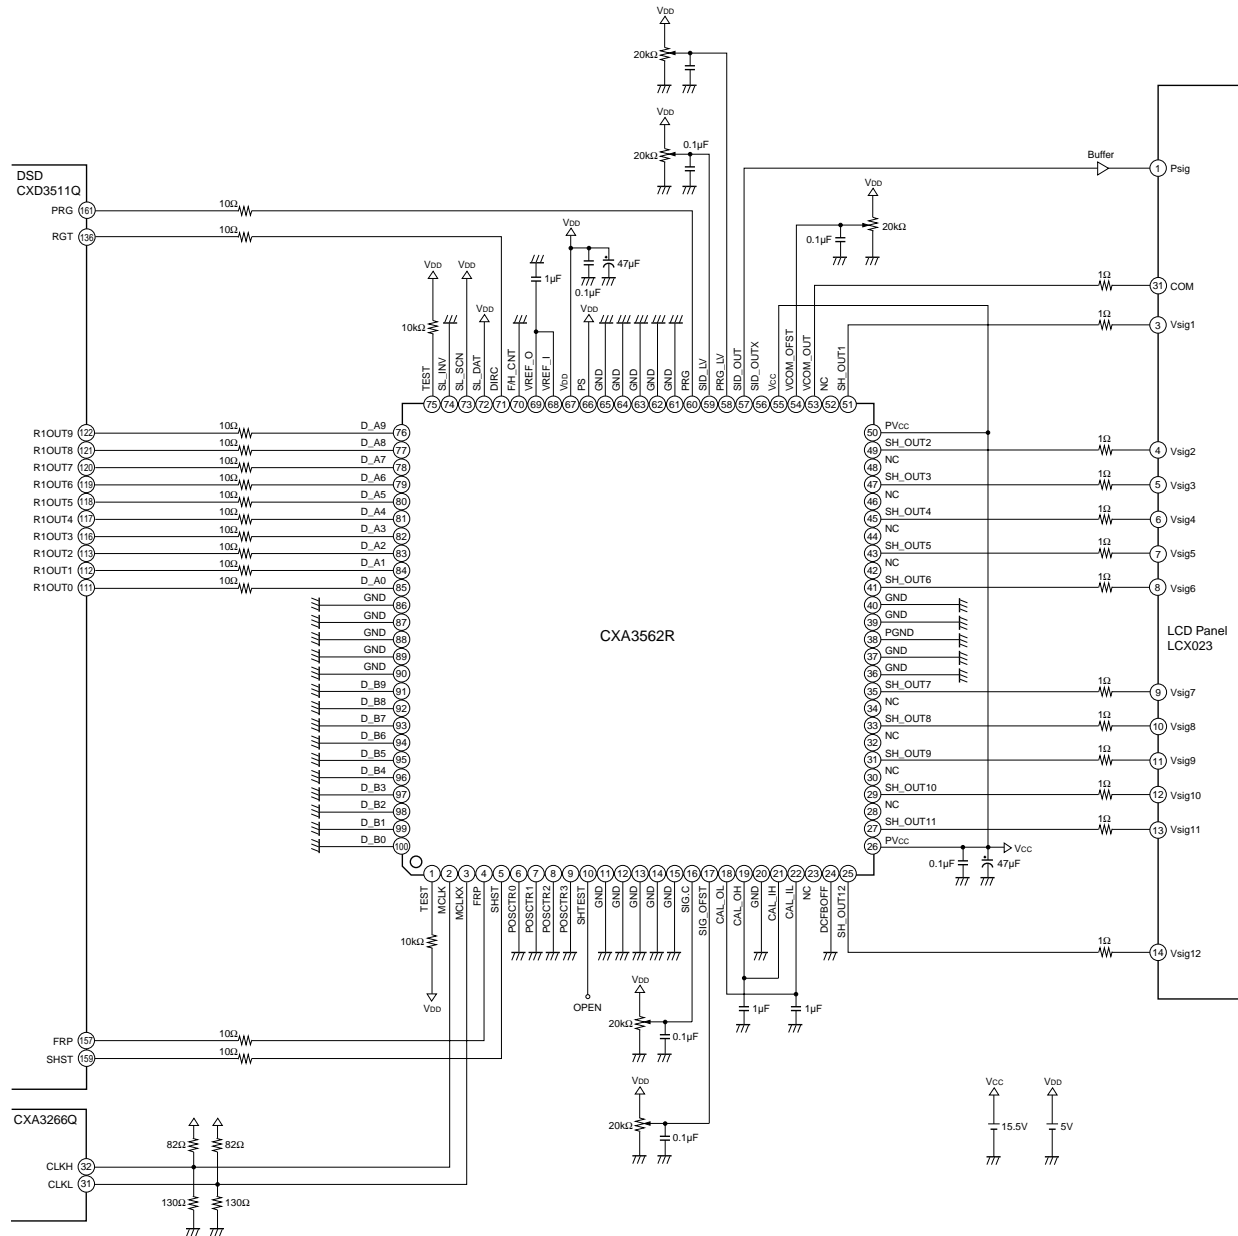 VDD
20kΩ
VDD
20kΩ
0.1µF
DSD
CXD3511Q
PRG 161
10Ω
RGT 136
10Ω
Buffer
1 Psig
VDD
20kΩ
0.1µF
VDD
47µF
0.1µF
1µF
VDD
VDD
VDD
VDD
10kΩ
1Ω
31 COM
1Ω
3 Vsig1
TEST
SL_INV
SL_SCN
SL_DAT
DIRC
F/H_CNT
VREF_O
VREF_I
VDD
PS
GND
GND
GND
GND
GND
PRG
SID_LV
PRG_LV
SID_OUT
SID_OUTX
VCC
VCOM_OFST
VCOM_OUT
NC
SH_OUT1
75 74 73 72 71 70 69 68 67 66 65 64 63 62 61 60 59 58 57 56 55 54 53 52 51
R1OUT9 122 10Ω D_A9 76
R1OUT8 121 10Ω D_A8 77
R1OUT7 120 10Ω D_A7 78
R1OUT6 119 10Ω D_A6 79
R1OUT5 118 10Ω D_A5 80
R1OUT4 117 10Ω D_A4 81
R1OUT3 116 10Ω D_A3 82
R1OUT2 113 10Ω D_A2 83
R1OUT1 112 10Ω D_A1 84
R1OUT0 111 10Ω D_A0 85
GND 86
GND 87
GND 88
GND 89
GND 90
D_B9 91
D_B8 92
D_B7 93
D_B6 94
D_B5 95
D_B4 96
D_B3 97
D_B2 98
D_B1 99
D_B0 100
CXA3562R
50 PVCC
49 SH_OUT2 1Ω 4 Vsig2
48 NC
47 SH_OUT3 1Ω 5 Vsig3
46 NC
45 SH_OUT4 1Ω 6 Vsig4
44 NC
43 SH_OUT5 1Ω 7 Vsig5
42 NC
41 SH_OUT6 1Ω 8 Vsig6
40 GND
39 GND
38 PGND
37 GND
36 GND
LCD Panel
LCX023
35 SH_OUT7 1Ω 9 Vsig7
34 NC
33 SH_OUT8 1Ω 10 Vsig8
32 NC
31 SH_OUT9 1Ω 11 Vsig9
30 NC
29 SH_OUT10 1Ω 12 Vsig10
28 NC
27 SH_OUT11 1Ω 13 Vsig11
26 PVCC
VCC
0.1µF
47µF
1 2 3 4 5 6 7 8 9 10 11 12 13 14 15 16 17 18 19 20 21 22 23 24 25
TEST
MCLK
MCLKX
FRP
SHST
POSCTR0
POSCTR1
POSCTR2
POSCTR3
SHTEST
GND
GND
GND
GND
GND
SIG.C
SIG_OFST
CAL_OL
CAL_OH
GND
CAL_IH
CAL_IL
NC
DCFBOFF
SH_OUT12
10kΩ
VDD
OPEN
1Ω
14 Vsig12
1µF
1µF
VDD
20kΩ
0.1µF
FRP 157
10Ω
SHST 159
10Ω
VDD
20kΩ
0.1µF
VCC
15.5V
VDD
5V
CXA3266Q
82Ω
82Ω
CLKH 32
CLKL 31
130Ω
130Ω